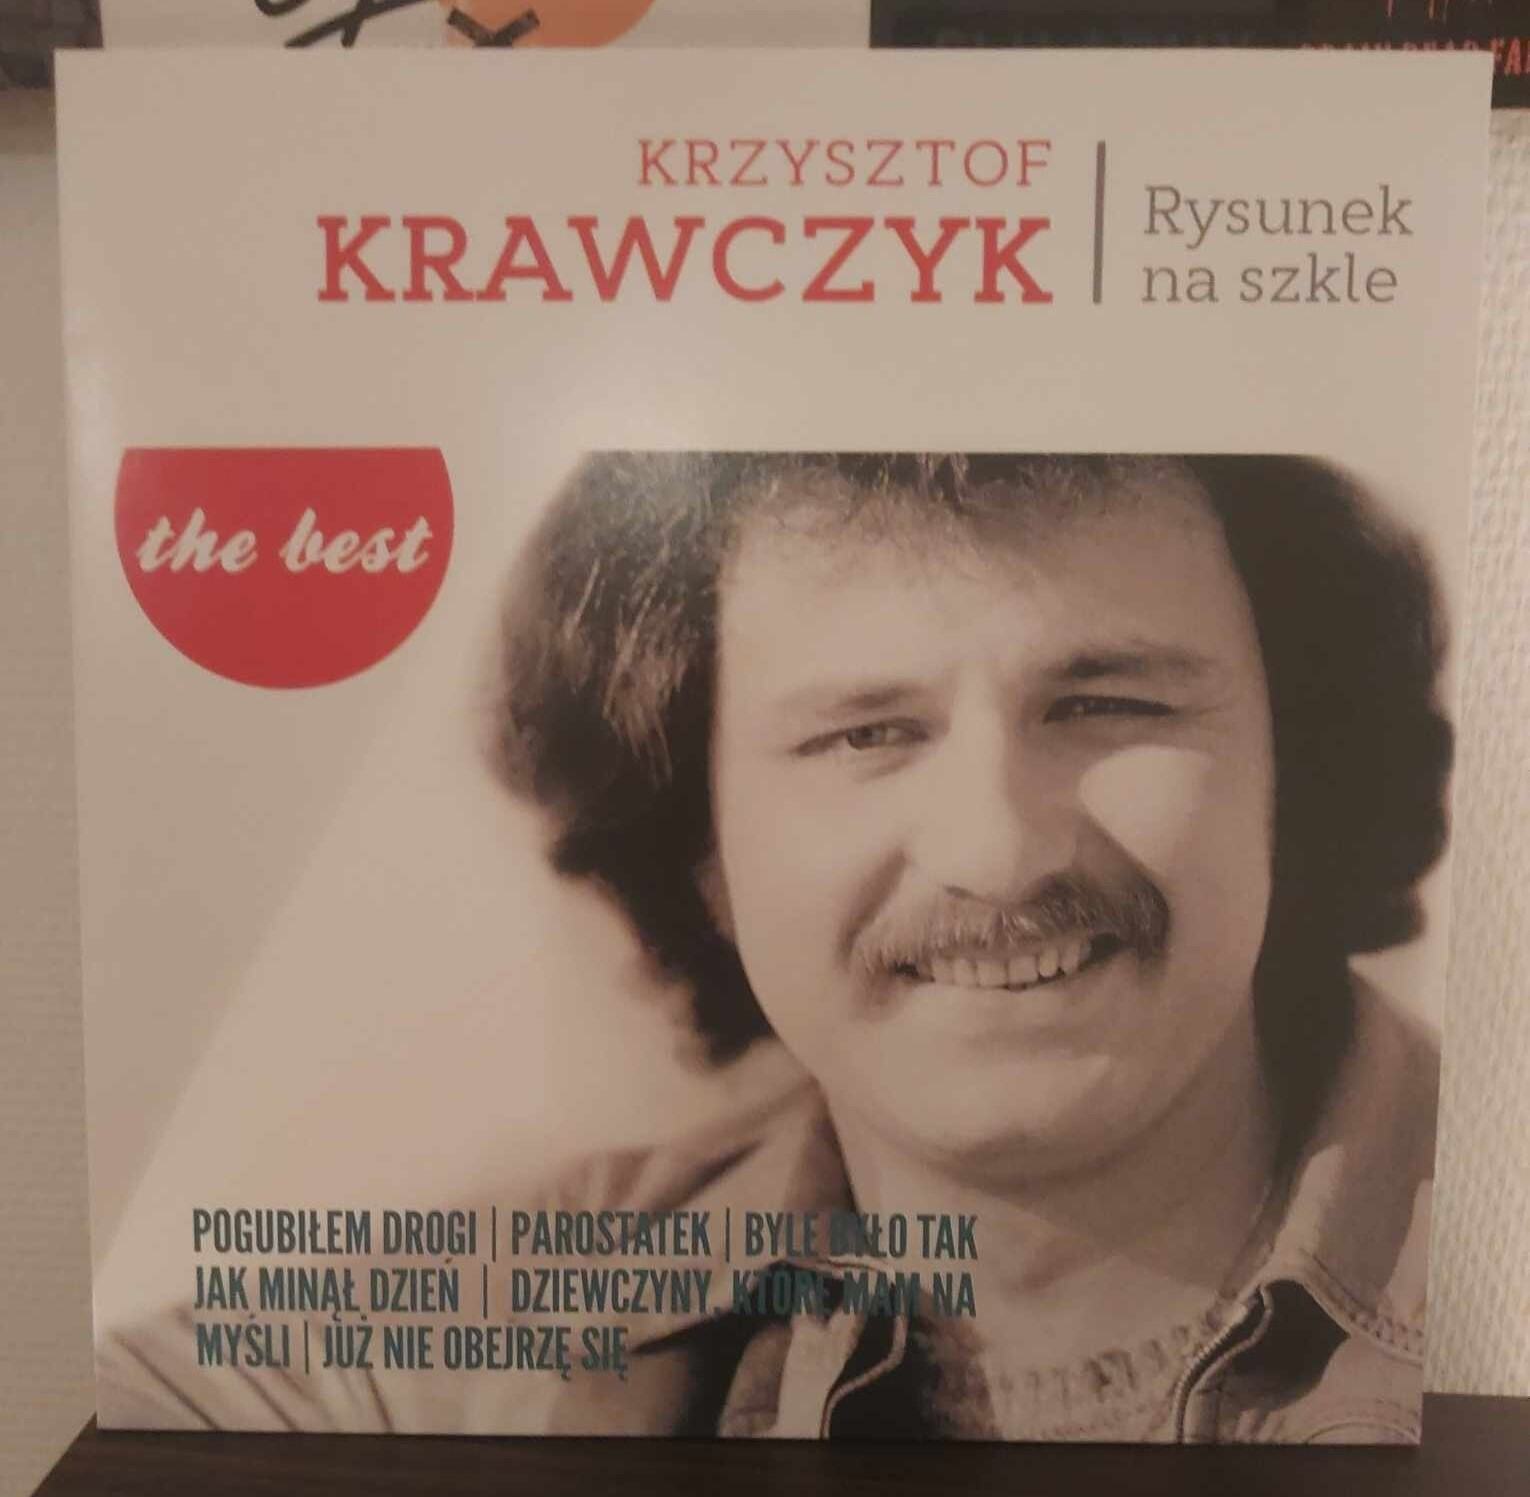 KRZYSZTOF
KRAWCZYK
Rysunek
na szkle
the best
POGUBIŁEM DROGI | PAROSTATEK | BYLE BYŁO TAK
JAK MINĄŁ DZIEŃ | DZIEWCZYNY, KTÓRE MAM NA
MYŚLI | JUŻ NIE OBEJRZĘ SIĘ